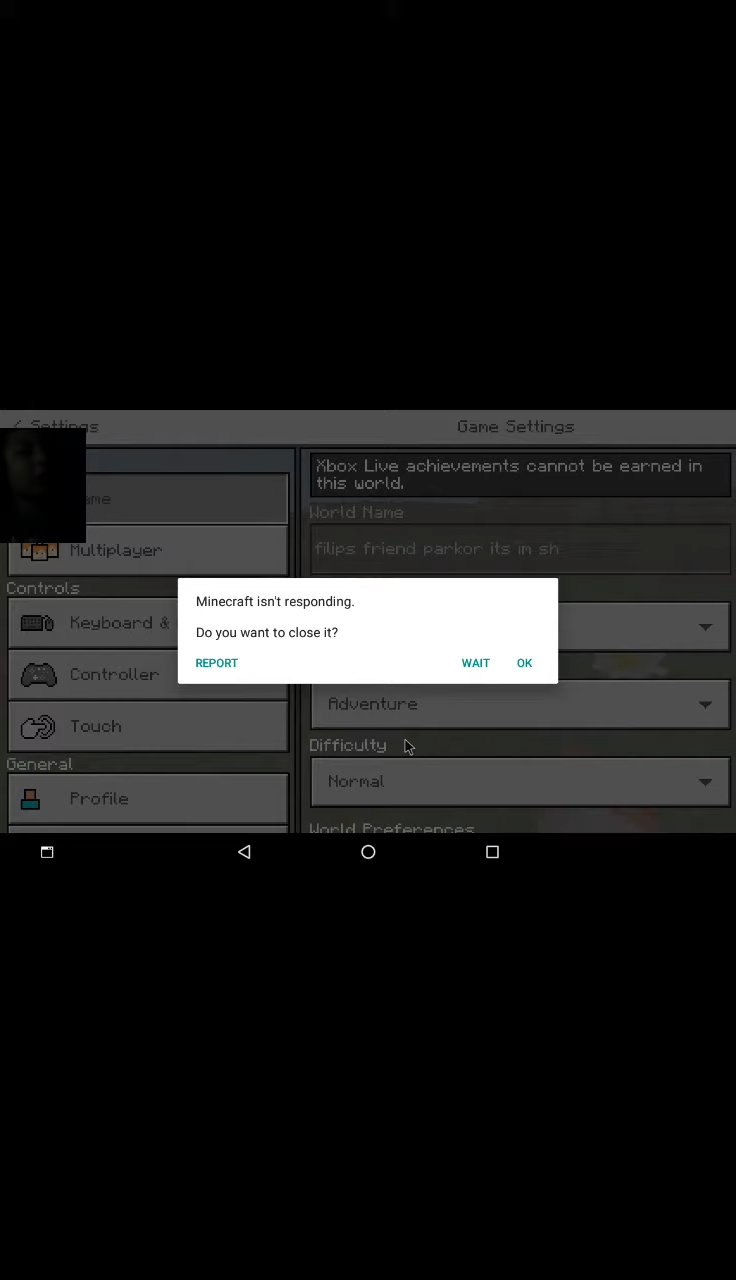 Settings
Game Settings
Xbox Live achievements cannot be earned in
this world.
World Name
Multiplayer
filips friend parkor its im sh
Controls
Minecraft isn't responding.
Keyboard &
Do you want to close it?
REPORT
WAIT
OK
Controller
Adventure
Touch
Difficulty
General
Normal
Profile
World Preferences